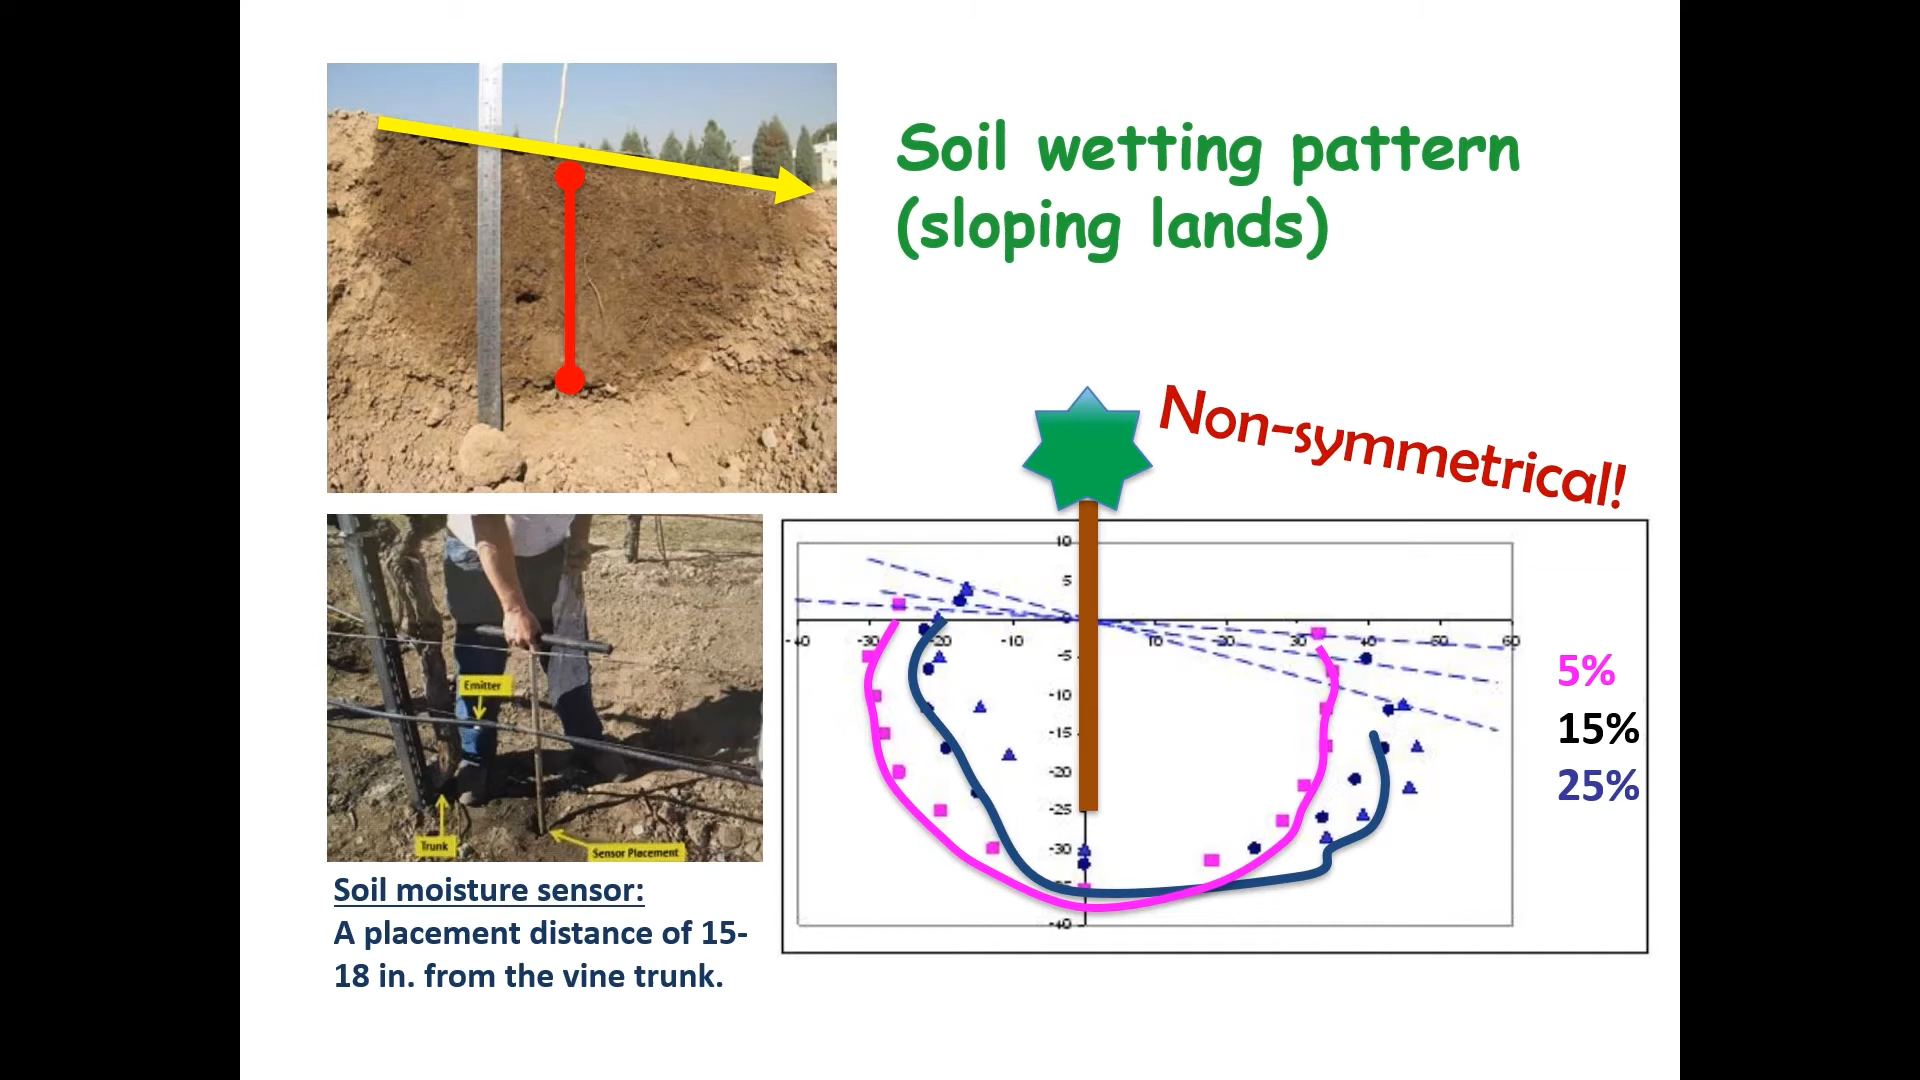 Soil wetting pattern
(sloping lands)
Non-symmetrical!
Emitter
Trunk
Sensor Placement
Soil moisture sensor:
A placement distance of 15-
18 in. from the vine trunk.
10
5
0
-40 -30 -20 -10 10 20 30 40 50 60
-5
-10
-15
-20
-25
-30
-40
5%
15%
25%